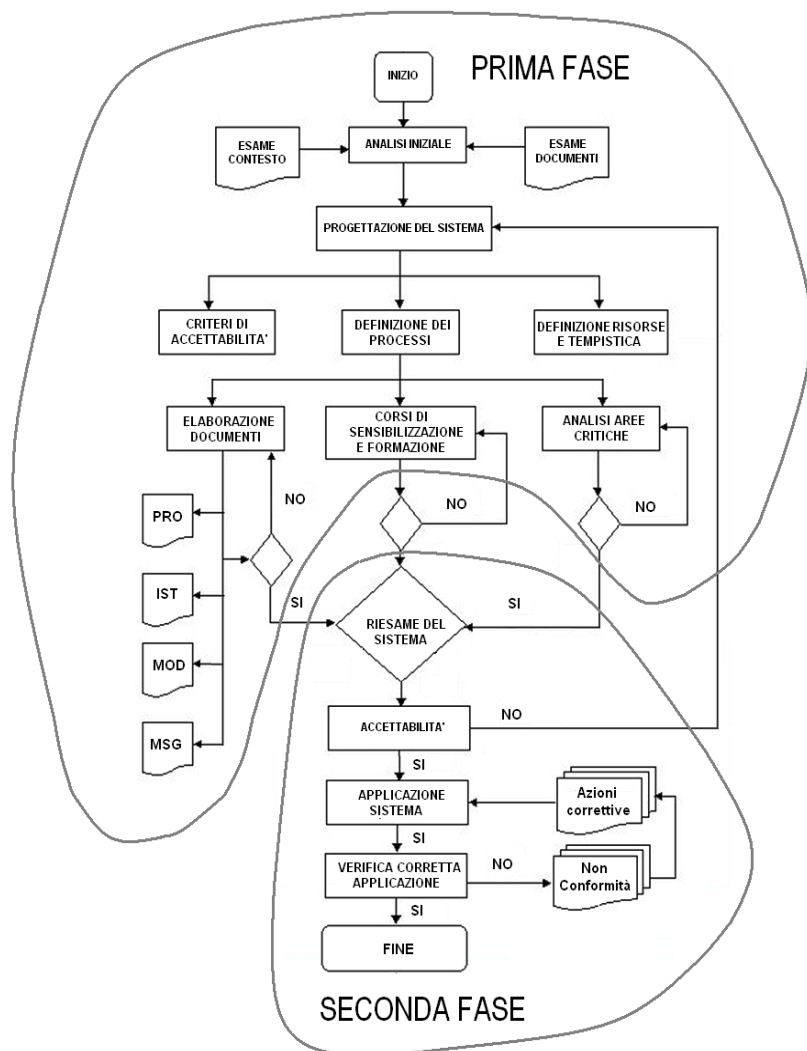 PRIMA FASE
INIZIO
ESAME
CONTESTO
ANALISI INIZIALE
ESAME
DOCUMENTI
PROGETTAZIONE DEL SISTEMA
CRITERI DI
ACCETTABILITA'
DEFINIZIONE DEI
PROCESSI
DEFINIZIONE RISORSE
E TEMPISTICA
ELABORAZIONE
DOCUMENTI
CORSI DI
SENSIBILIZZAZIONE
E FORMAZIONE
ANALISI AREE
CRITICHE
NO
NO
NO
PRO
IST
MOD
MSG
SI
SI
RIESAME DEL
SISTEMA
ACCETTABILITA'
NO
SI
APPLICAZIONE
SISTEMA
Azioni
correttive
SI
VERIFICA CORRETTA
APPLICAZIONE
NO
Non
Conformità
SI
FINE
SECONDA FASE